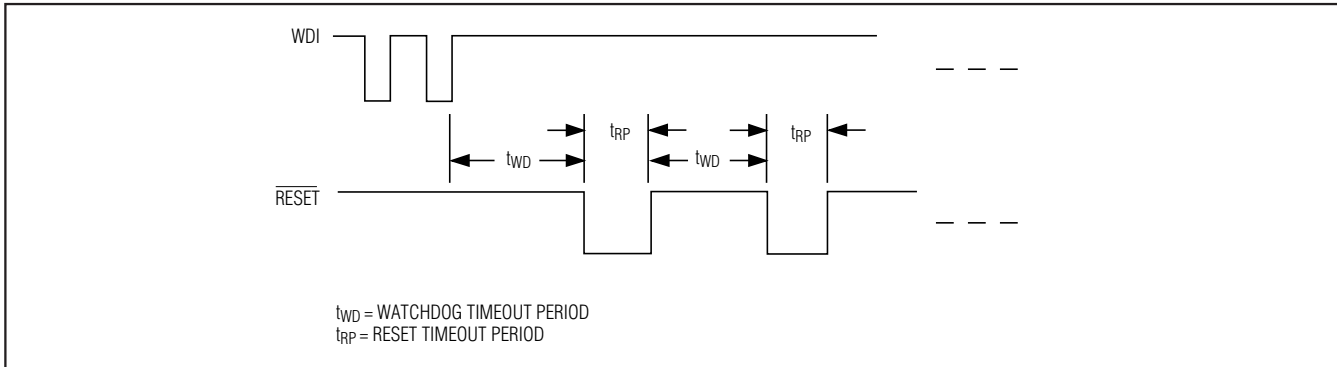 WDI
tRP
tRP
tWD
tWD
RESET
tWD = WATCHDOG TIMEOUT PERIOD
tRP = RESET TIMEOUT PERIOD